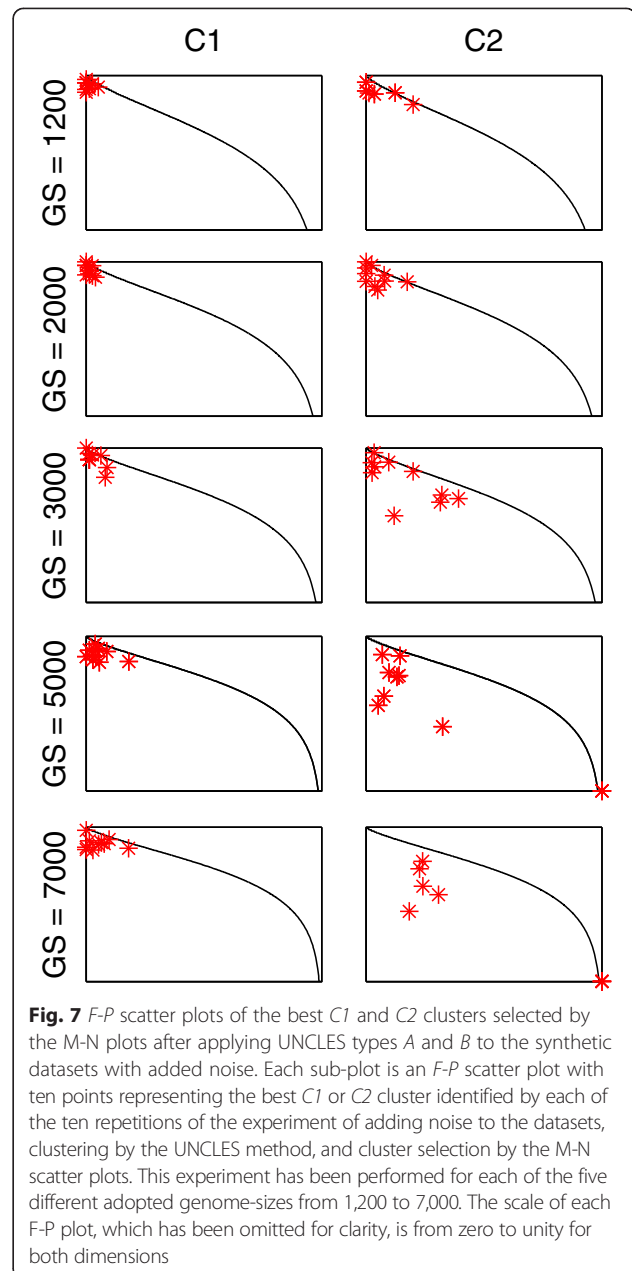 C1 C2
GS = 1200
GS = 2000
GS = 3000
GS = 5000
GS = 7000
Fig. 7 F-P scatter plots of the best C1 and C2 clusters selected by
the M-N plots after applying UNCLES types A and B to the synthetic
datasets with added noise. Each sub-plot is an F-P scatter plot with
ten points representing the best C1 or C2 cluster identified by each of
the ten repetitions of the experiment of adding noise to the datasets,
clustering by the UNCLES method, and cluster selection by the M-N
scatter plots. This experiment has been performed for each of the five
different adopted genome-sizes from 1,200 to 7,000. The scale of each
F-P plot, which has been omitted for clarity, is from zero to unity for
both dimensions